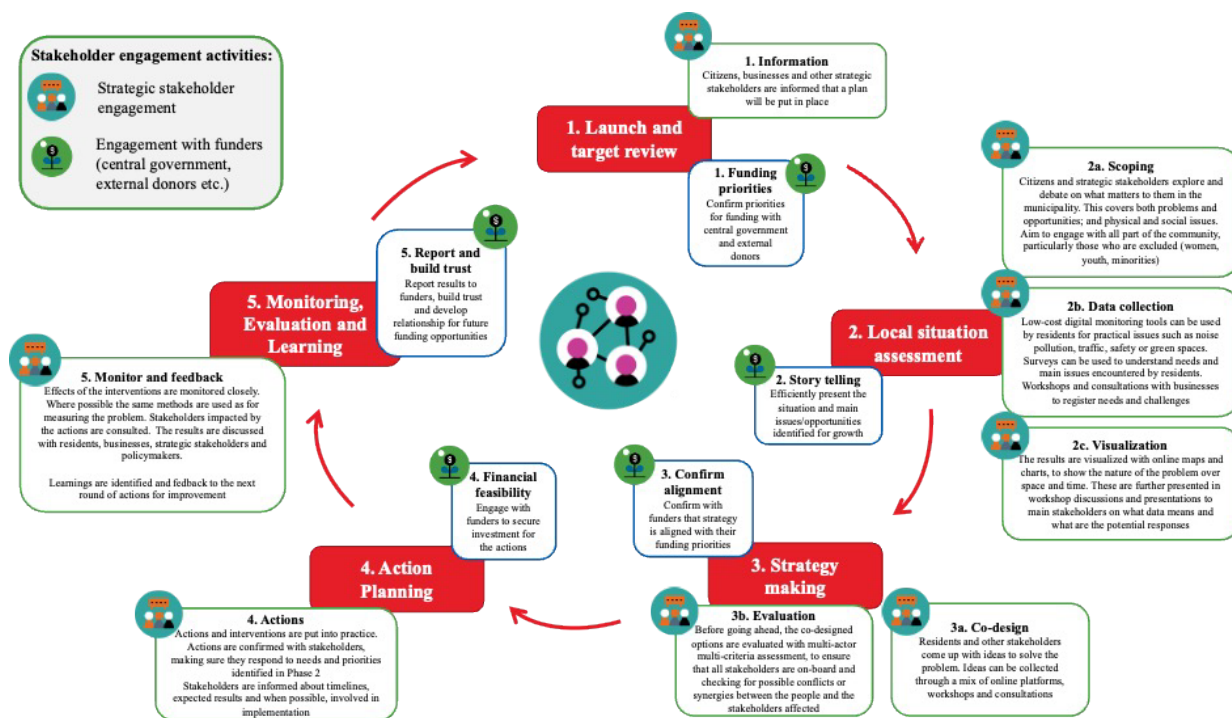 Stakeholder engagement activities:
Strategic stakeholder
engagement
Engagement with funders
(central government,
external donors etc.)
1. Launch and
target review
1. Information
Citizens, businesses and other strategic
stakeholders are informed that a plan
will be put in place
1. Funding
priorities
Confirm priorities
for funding with
central government
and external
donors
2. Local situation
assessment
2a. Scoping
Citizens and strategic stakeholders explore and
debate on what matters to them in the
municipality. This covers both problems and
opportunities; and physical and social issues.
Aim to engage with all part of the community,
particularly those who are excluded (women,
youth, minorities)
2b. Data collection
Low-cost digital monitoring tools can be used
by residents for practical issues such as noise
pollution, traffic, safety or green spaces.
Surveys can be used to understand needs and
main issues encountered by residents.
Workshops and consultations with businesses
to register needs and challenges
2c. Visualization
The results are visualized with online maps and
charts, to show the nature of the problem over
space and time. These are further presented in
workshop discussions and presentations to
main stakeholders on what data means and
what are the potential responses
2. Story telling
Efficiently present the
situation and main
issues/opportunities
identified for growth
3. Strategy
making
3. Confirm
alignment
Confirm with
funders that strategy
is aligned with their
funding priorities
3a. Co-design
Residents and other stakeholders
come up with ideas to solve the
problem. Ideas can be collected
through a mix of online platforms,
workshops and consultations
3b. Evaluation
Before going ahead, the co-designed
options are evaluated with multi-actor
multi-criteria assessment, to ensure
that all stakeholders are on-board and
checking for possible conflicts or
synergies between the people and the
stakeholders affected
4. Action
Planning
4. Financial
feasibility
Engage with
funders to secure
investment for
the actions
4. Actions
Actions and interventions are put into practice.
Actions are confirmed with stakeholders,
making sure they respond to needs and priorities
identified in Phase 2
Stakeholders are informed about timelines,
expected results and when possible, involved in
implementation
5. Monitoring,
Evaluation and
Learning
5. Report and
build trust
Report results to
funders, build trust
and develop
relationship for future
funding opportunities
5. Monitor and feedback
Effects of the interventions are monitored closely.
Where possible the same methods are used as for
measuring the problem. Stakeholders impacted by
the actions are consulted. The results are discussed
with residents, businesses, strategic stakeholders and
policymakers.
Learnings are identified and fedback to the next
round of actions for improvement